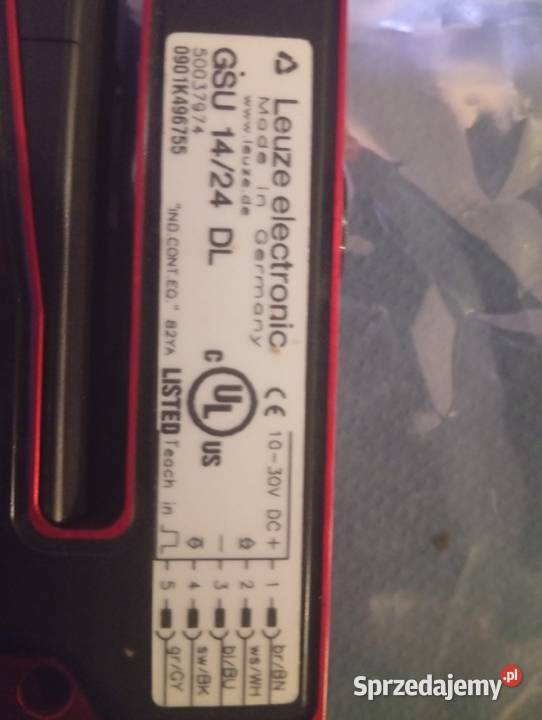 Leuze electronic
Made in Germany
www.leuze.de
GSU 14/24 DL
50037974
0901K496755
"IND.CONT.EQ." 82YA
C UL US
LISTED
CE
10-30V DC +
Teach in
1 br/BN
2 ws/WH
3 bl/BU
4 sw/BK
5 gr/GY
Sprzedajemy.pl